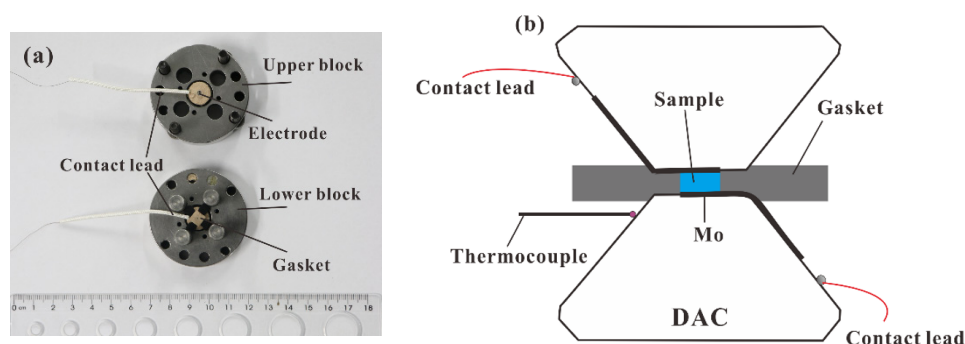 (a)
Upper block
Electrode
Contact lead
Lower block
Gasket
0 cm 1 2 3 4 5 6 7 8 9 10 11 12 13 14 15 16 17 18
(b)
Contact lead
Sample
Gasket
Thermocouple
Mo
DAC
Contact lead